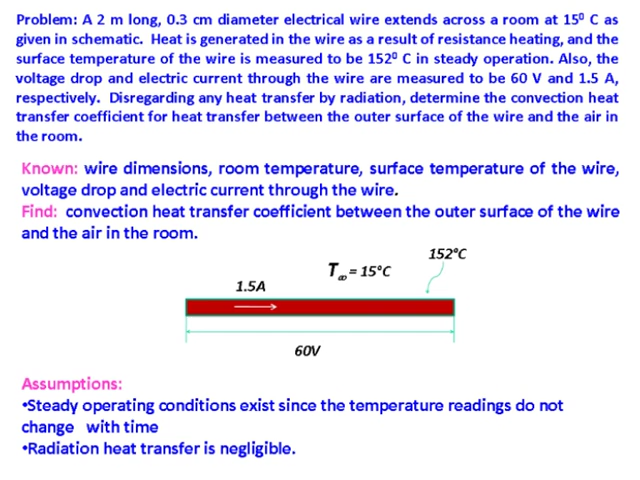 Problem: A 2 m long, 0.3 cm diameter electrical wire extends across a room at 15⁰ C as
given in schematic. Heat is generated in the wire as a result of resistance heating, and the
surface temperature of the wire is measured to be 152⁰ C in steady operation. Also, the
voltage drop and electric current through the wire are measured to be 60 V and 1.5 A,
respectively. Disregarding any heat transfer by radiation, determine the convection heat
transfer coefficient for heat transfer between the outer surface of the wire and the air in
the room.
Known: wire dimensions, room temperature, surface temperature of the wire,
voltage drop and electric current through the wire.
Find: convection heat transfer coefficient between the outer surface of the wire
and the air in the room.
152°C
T∞ = 15°C
1.5A
60V
Assumptions:
•Steady operating conditions exist since the temperature readings do not
change with time
•Radiation heat transfer is negligible.